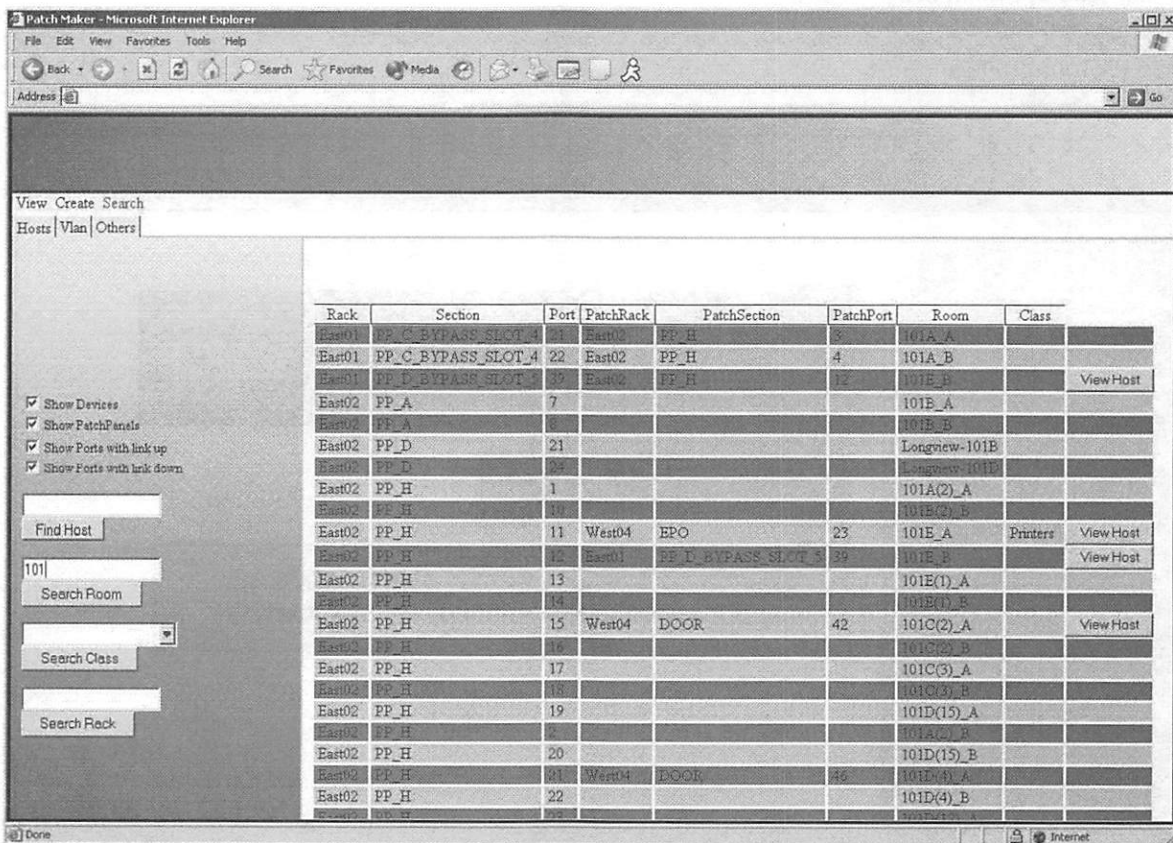 Patch Maker - Microsoft Internet Explorer
File Edit View Favorites Tools Help
Back Search Favorites Media
Address Go
View Create Search
Hosts Vlan Others
Rack Section Port PatchRack PatchSection PatchPort Room Class
East01 PP_C_BYPASS_SLOT_4 21 East02 PP_H 3 101A_A
East01 PP_C_BYPASS_SLOT_4 22 East02 PP_H 4 101A_B
East01 PP_D_BYPASS_SLOT_5 39 East02 PP_H 12 101E_B View Host
East02 PP_A 7 101B_A
East02 PP_A 8 101B_B
East02 PP_D 21 Longview-101B
East02 PP_D 24 Longview-101D
East02 PP_H 1 101A(2)_A
East02 PP_H 10 101B(2)_B
East02 PP_H 11 West04 EPO 23 101E_A Printers View Host
East02 PP_H 12 East01 PP_D_BYPASS_SLOT_5 39 101E_B View Host
East02 PP_H 13 101E(1)_A
East02 PP_H 14 101E(1)_B
East02 PP_H 15 West04 DOOR 42 101C(2)_A View Host
East02 PP_H 16 101C(2)_B
East02 PP_H 17 101C(3)_A
East02 PP_H 18 101C(3)_B
East02 PP_H 19 101D(15)_A
East02 PP_H 2 101A(2)_B
East02 PP_H 20 101D(15)_B
East02 PP_H 21 West04 DOOR 46 101D(4)_A
East02 PP_H 22 101D(4)_B
Show Devices
Show PatchPanels
Show Ports with link up
Show Ports with link down
Find Host
101
Search Room
Search Class
Search Rack
Done Internet